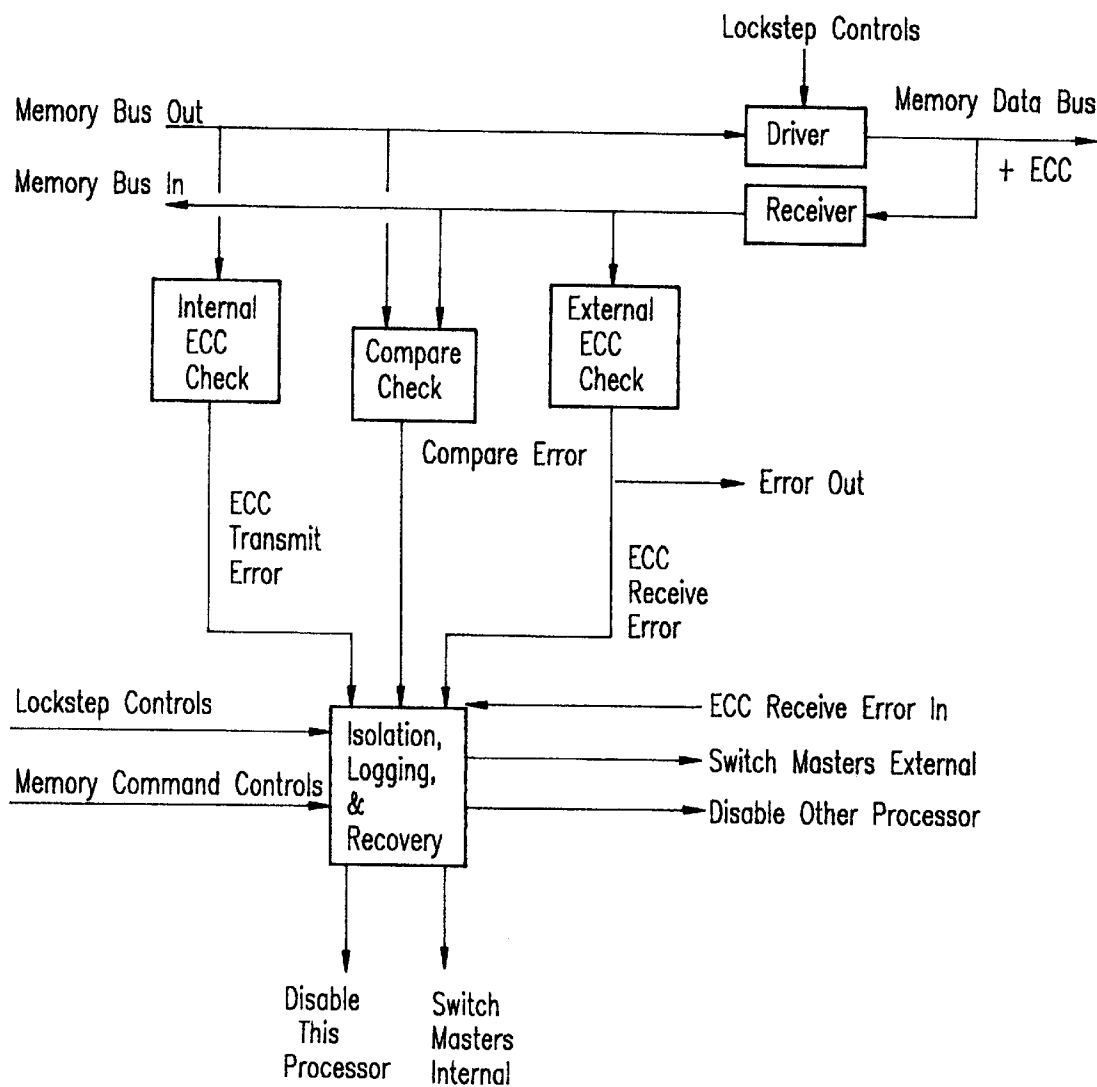 Lockstep Controls
Memory Bus Out
Driver
Memory Data Bus
+ ECC
Memory Bus In
Receiver
Internal
ECC
Check
Compare
Check
External
ECC
Check
Compare Error
Error Out
ECC
Transmit
Error
ECC
Receive
Error
Lockstep Controls
Memory Command Controls
Isolation,
Logging,
&
Recovery
ECC Receive Error In
Switch Masters External
Disable Other Processor
Disable
This
Processor
Switch
Masters
Internal